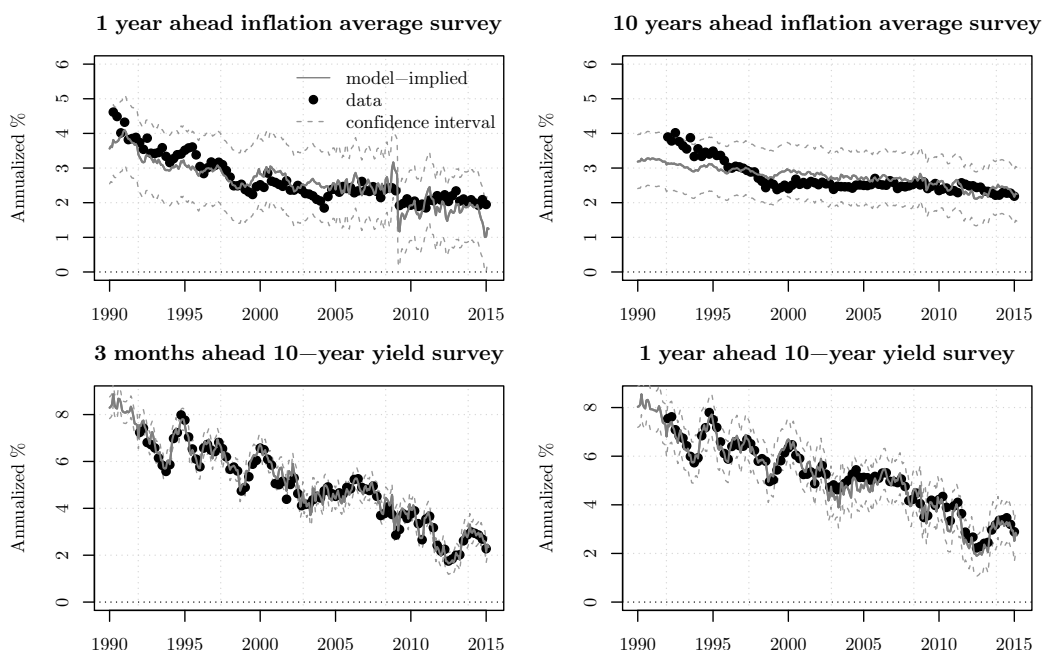 1 year ahead inflation average survey
Annualized %
0 1 2 3 4 5 6
model−implied
data
confidence interval
1990 1995 2000 2005 2010 2015
10 years ahead inflation average survey
Annualized %
0 1 2 3 4 5 6
1990 1995 2000 2005 2010 2015
3 months ahead 10−year yield survey
Annualized %
0 2 4 6 8
1990 1995 2000 2005 2010 2015
1 year ahead 10−year yield survey
Annualized %
0 2 4 6 8
1990 1995 2000 2005 2010 2015